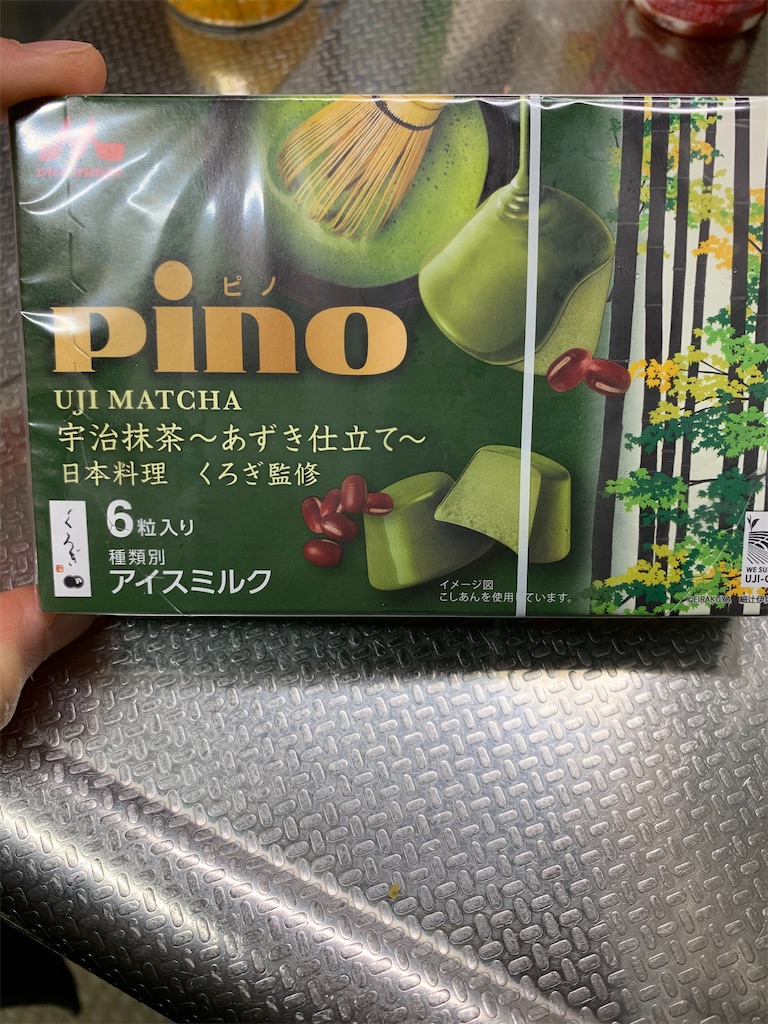 ピノ
pino
UJI MATCHA
宇治抹茶～あずき仕立て～
日本料理 くろぎ監修
くろぎ
6粒入り
種類別
アイスミルク
イメージ図
こしあんを使用しています。
WE SU
UJI-